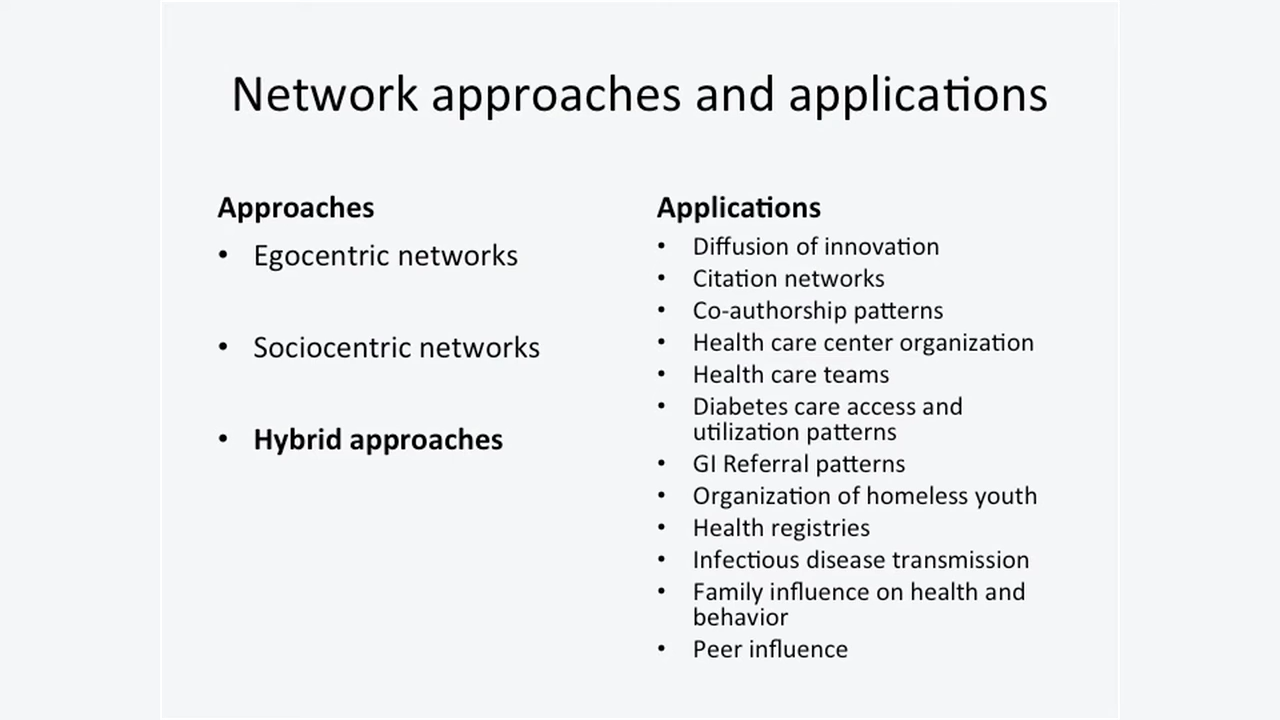 Network approaches and applications
Approaches
• Egocentric networks
• Sociocentric networks
• Hybrid approaches
Applications
• Diffusion of innovation
• Citation networks
• Co-authorship patterns
• Health care center organization
• Health care teams
• Diabetes care access and
utilization patterns
• GI Referral patterns
• Organization of homeless youth
• Health registries
• Infectious disease transmission
• Family influence on health and
behavior
• Peer influence